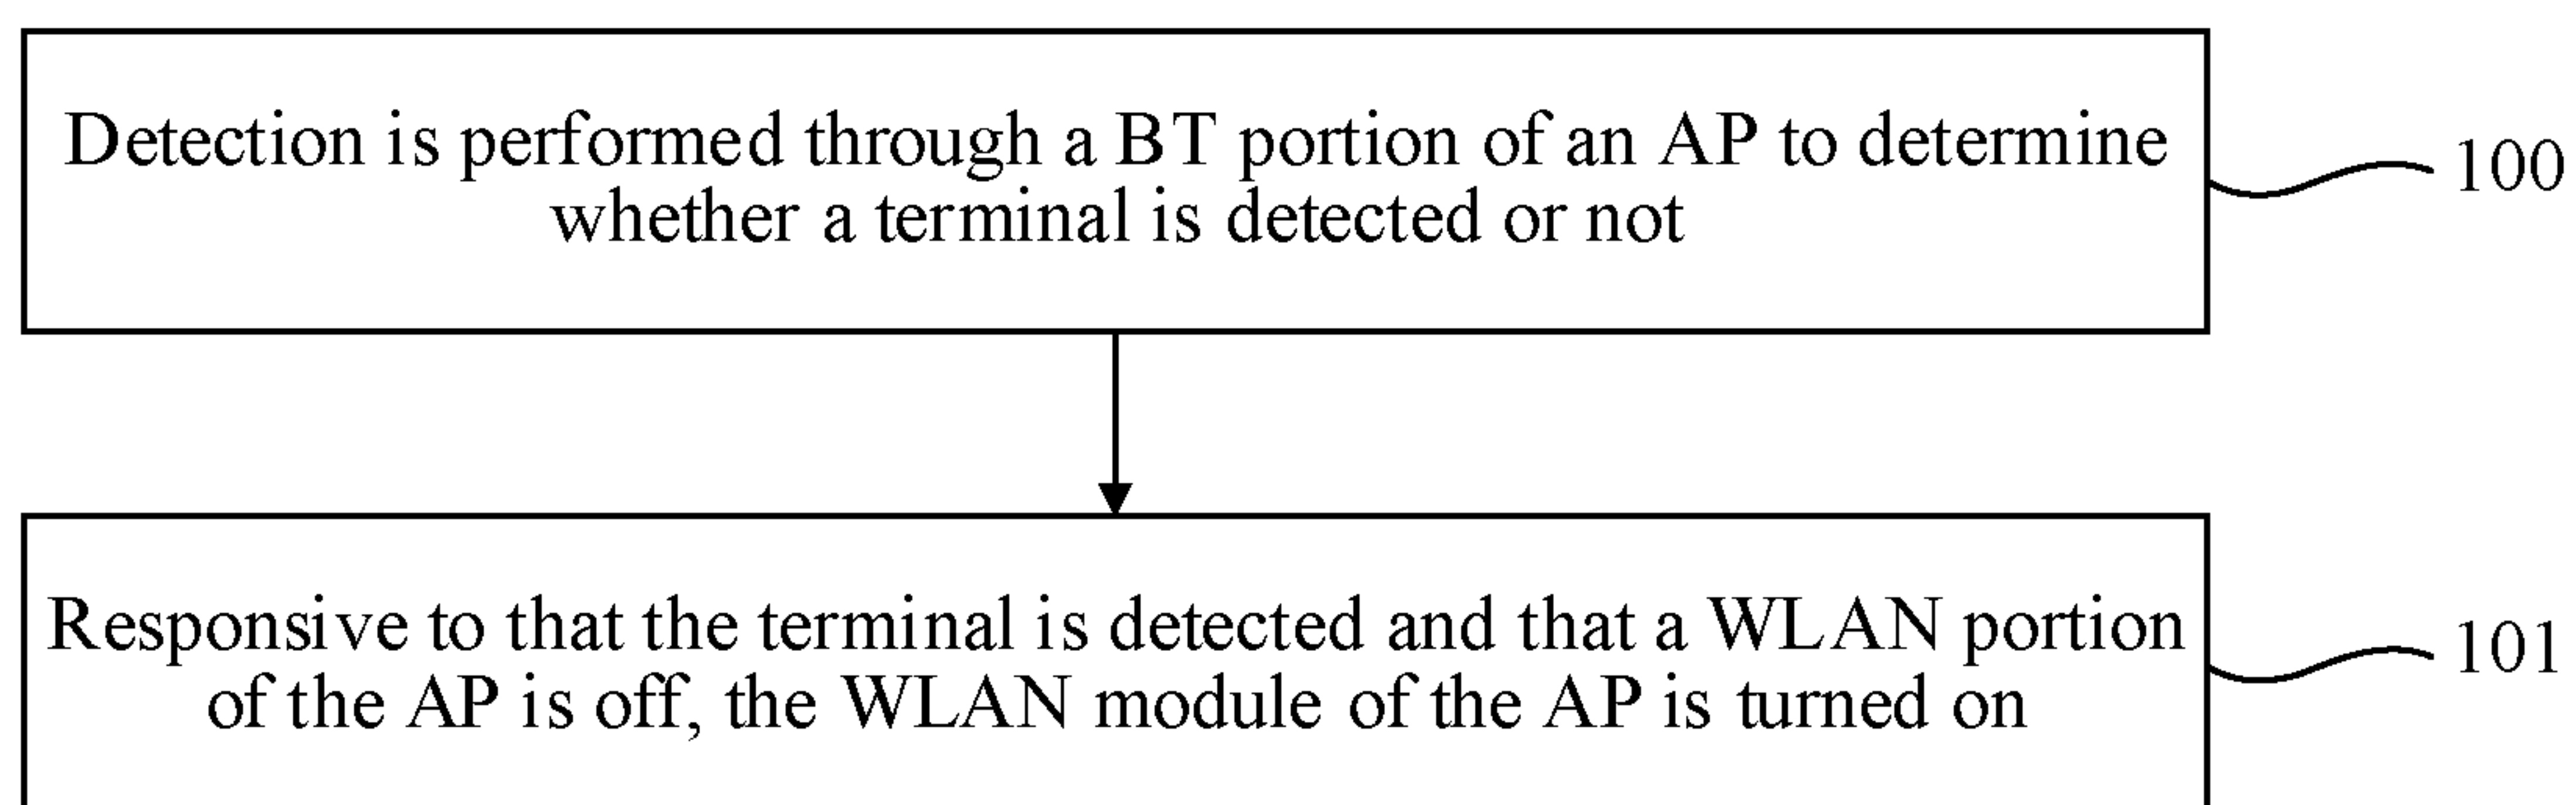 Detection is performed through a BT portion of an AP to determine
whether a terminal is detected or not
100
Responsive to that the terminal is detected and that a WLAN portion
of the AP is off, the WLAN module of the AP is turned on
101